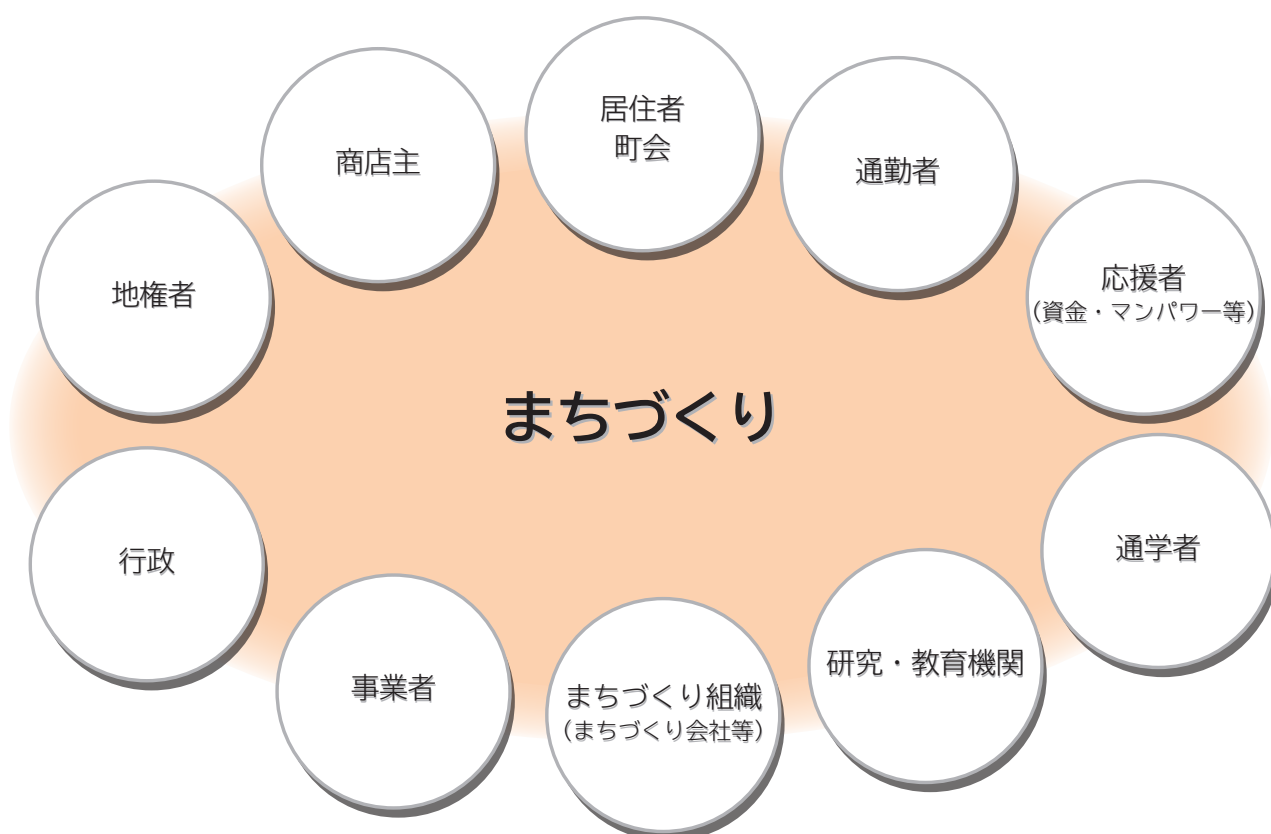 居住者
町会
商店主
通勤者
地権者
応援者
（資金・マンパワー等）
まちづくり
行政
通学者
事業者
まちづくり組織
（まちづくり会社等）
研究・教育機関